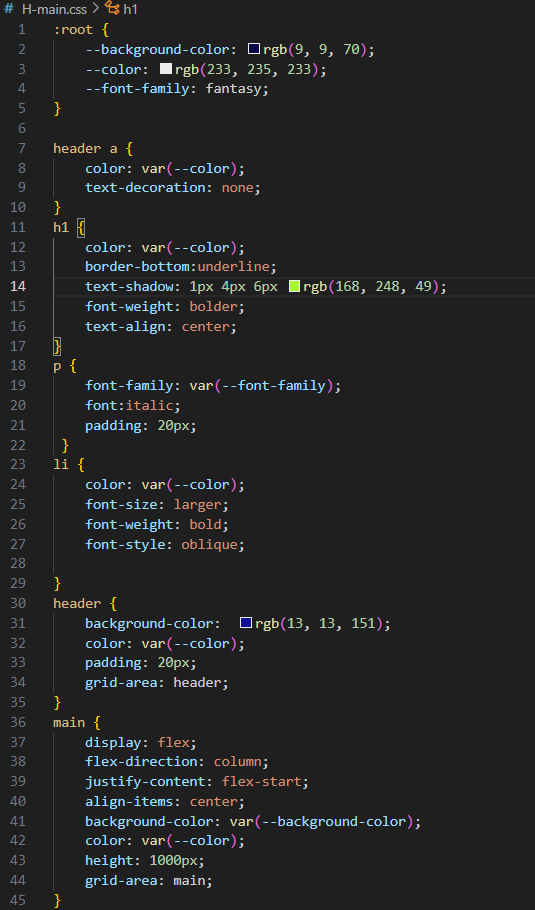 # H-main.css > h1
1 :root {
2     --background-color: rgb(9, 9, 70);
3     --color: rgb(233, 235, 233);
4     --font-family: fantasy;
5 }
6
7 header a {
8     color: var(--color);
9     text-decoration: none;
10 }
11 h1 {
12     color: var(--color);
13     border-bottom:underline;
14     text-shadow: 1px 4px 6px rgb(168, 248, 49);
15     font-weight: bolder;
16     text-align: center;
17 }
18 p {
19     font-family: var(--font-family);
20     font:italic;
21     padding: 20px;
22  }
23 li {
24     color: var(--color);
25     font-size: larger;
26     font-weight: bold;
27     font-style: oblique;
28
29 }
30 header {
31     background-color:  rgb(13, 13, 151);
32     color: var(--color);
33     padding: 20px;
34     grid-area: header;
35 }
36 main {
37     display: flex;
38     flex-direction: column;
39     justify-content: flex-start;
40     align-items: center;
41     background-color: var(--background-color);
42     color: var(--color);
43     height: 1000px;
44     grid-area: main;
45 }